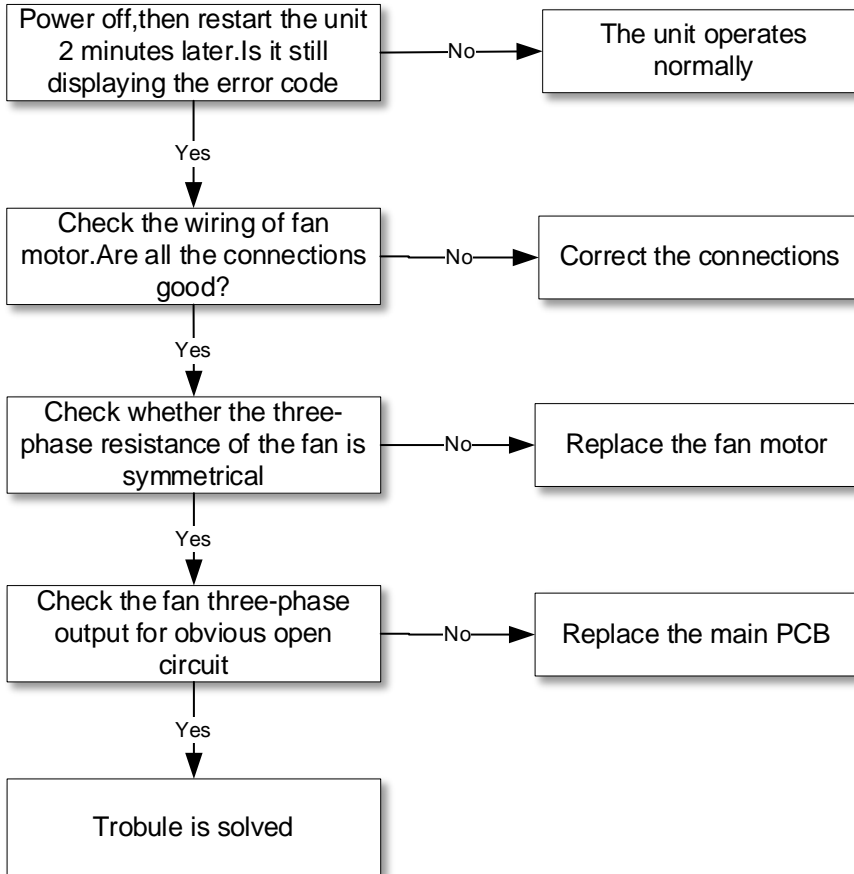 Power off,then restart the unit
2 minutes later.Is it still
displaying the error code
No
The unit operates
normally
Yes
Check the wiring of fan
motor.Are all the connections
good?
No
Correct the connections
Yes
Check whether the three-
phase resistance of the fan is
symmetrical
No
Replace the fan motor
Yes
Check the fan three-phase
output for obvious open
circuit
No
Replace the main PCB
Yes
Trobule is solved